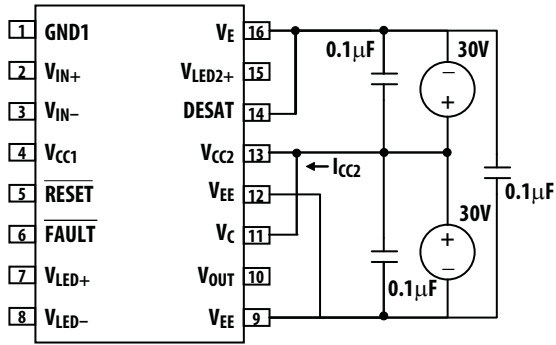 1 GND1 VE 16
2 VIN+ VLED2+ 15
3 VIN− DESAT 14
4 VCC1 VCC2 13
5 RESET VEE 12
6 FAULT VC 11
7 VLED+ VOUT 10
8 VLED− VEE 9
0.1µF
30V
−
+
ICC2
0.1µF
30V
+
−
0.1µF